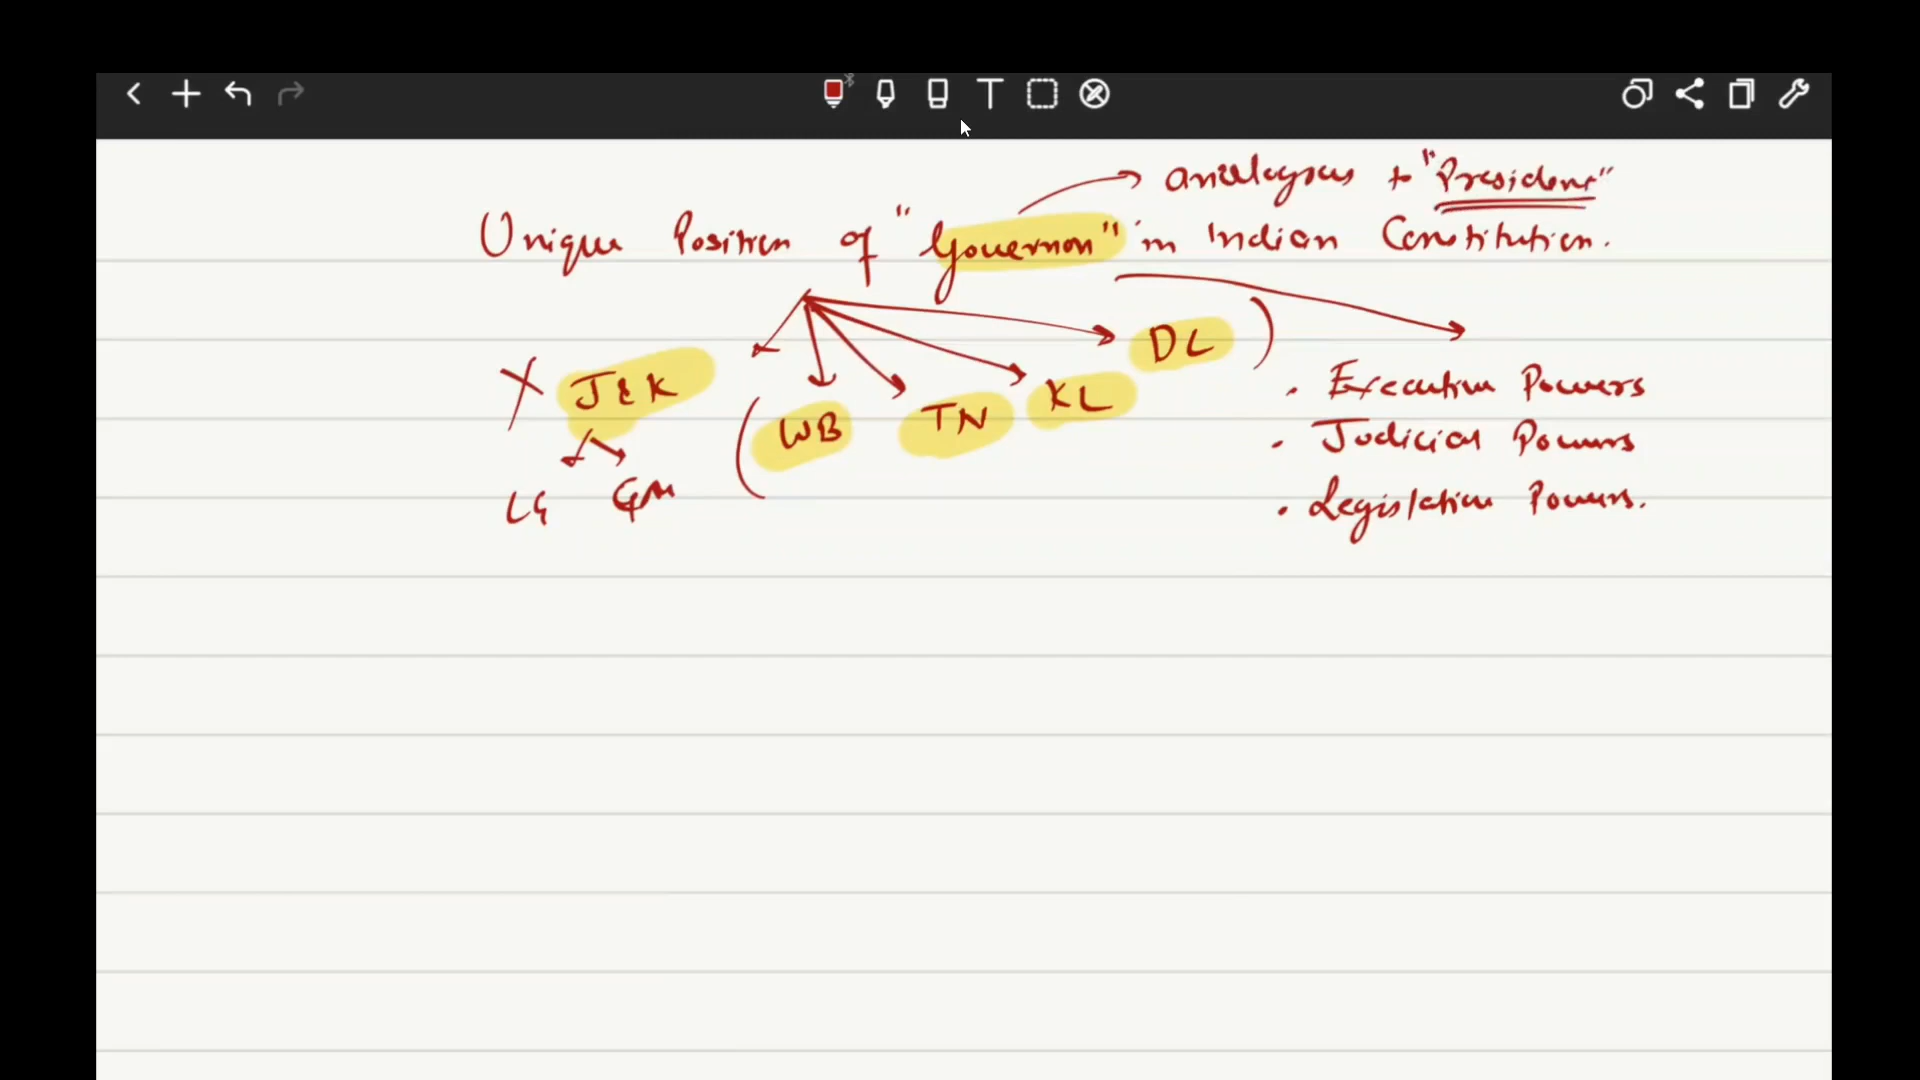 analogous to "President"
Unique Position of "Governor" in Indian Constitution.
DL
X J&K WB TN KL
LG
. Executive Powers
. Judicial Powers
. Legislative Powers.